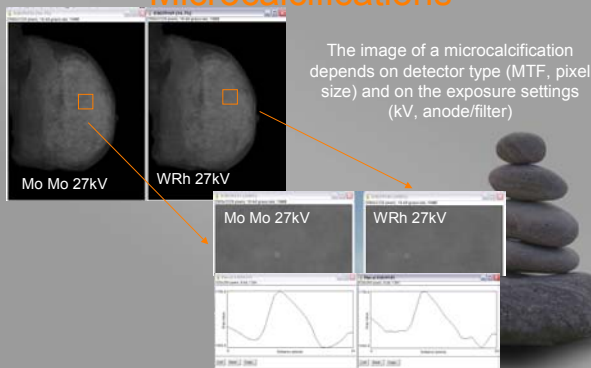 Microcalcifications
The image of a microcalcification
depends on detector type (MTF, pixel
size) and on the exposure settings
(kV, anode/filter)
Mo Mo 27kV
WRh 27kV
Mo Mo 27kV
WRh 27kV